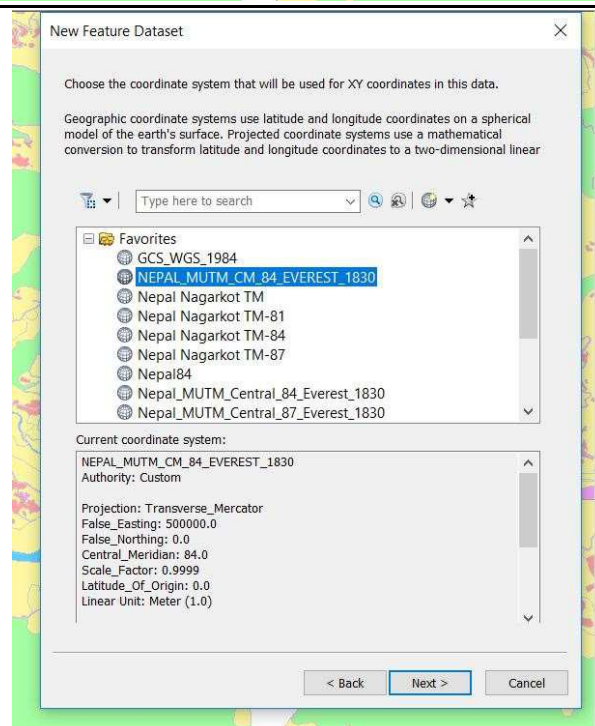 New Feature Dataset
Choose the coordinate system that will be used for XY coordinates in this data.
Geographic coordinate systems use latitude and longitude coordinates on a spherical
model of the earth's surface. Projected coordinate systems use a mathematical
conversion to transform latitude and longitude coordinates to a two-dimensional linear
Type here to search
Favorites
GCS_WGS_1984
NEPAL_MUTM_CM_84_EVEREST_1830
Nepal Nagarkot TM
Nepal Nagarkot TM-81
Nepal Nagarkot TM-84
Nepal Nagarkot TM-87
Nepal84
Nepal_MUTM_Central_84_Everest_1830
Nepal_MUTM_Central_87_Everest_1830
Current coordinate system:
NEPAL_MUTM_CM_84_EVEREST_1830
Authority: Custom
Projection: Transverse_Mercator
False_Easting: 500000.0
False_Northing: 0.0
Central_Meridian: 84.0
Scale_Factor: 0.9999
Latitude_Of_Origin: 0.0
Linear Unit: Meter (1.0)
< Back Next > Cancel